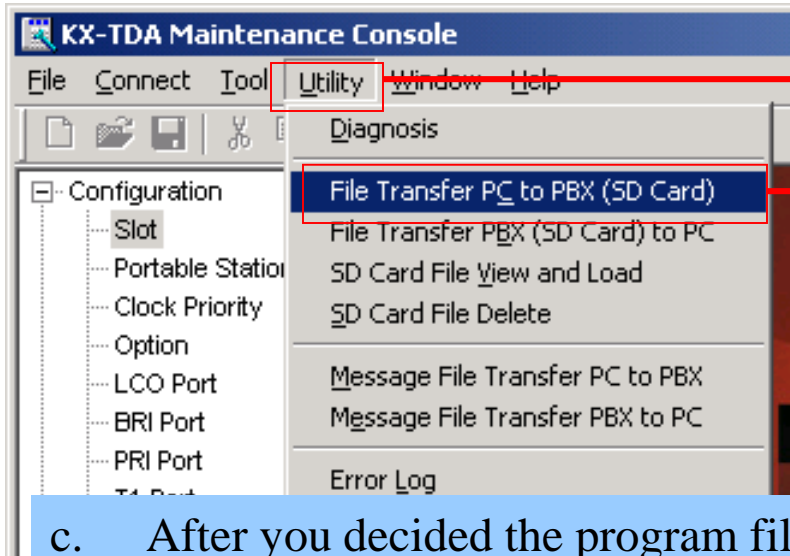 KX-TDA Maintenance Console
File Connect Tool Utility Window Help
Diagnosis
File Transfer PC to PBX (SD Card)
File Transfer PBX (SD Card) to PC
SD Card File View and Load
SD Card File Delete
Message File Transfer PC to PBX
Message File Transfer PBX to PC
Error Log
Configuration
Slot
Portable Station
Clock Priority
Option
LCO Port
BRI Port
PRI Port
T1 Port
c. After you decided the program